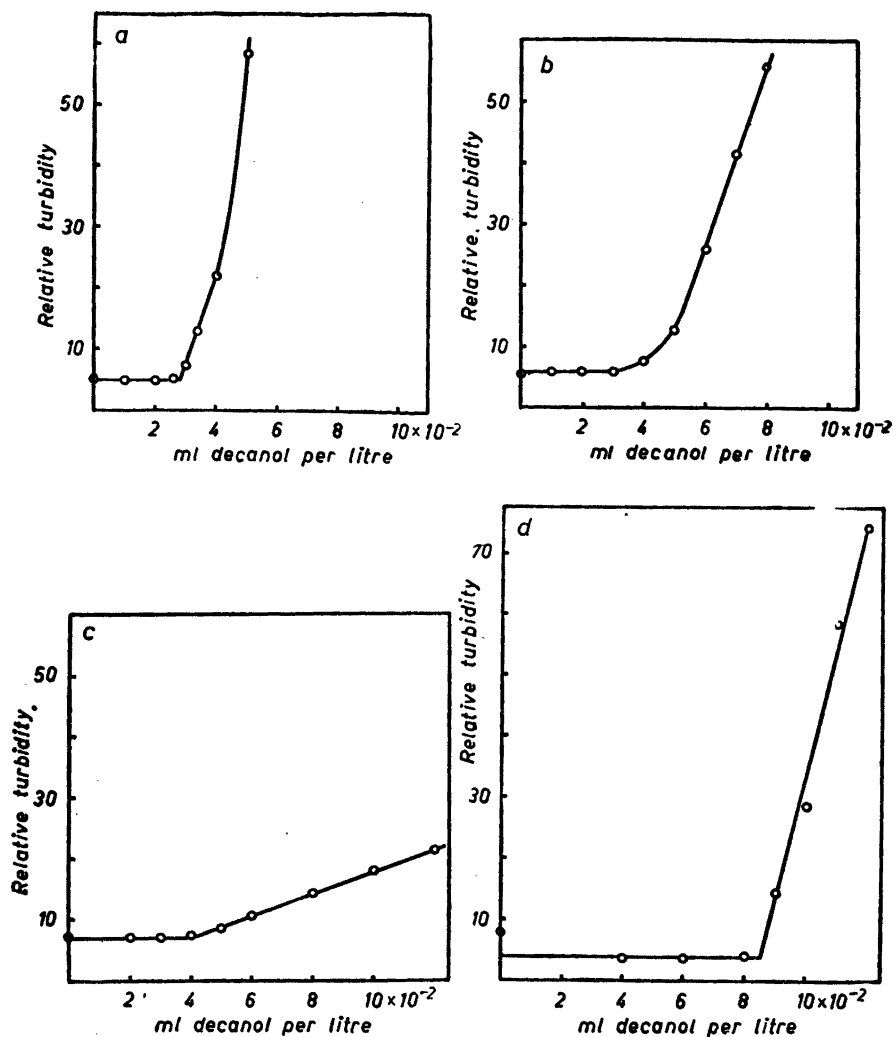 a
50
30
10
Relative turbidity
2 4 6 8 10×10⁻²
ml decanol per litre
b
50
30
10
Relative. turbidity
2 4 6 8 10×10⁻²
ml decanol per litre
c
50
30
10
Relative turbidity.
2 ' 4 6 8 10×10⁻²
ml decanol per litre
d
70
50
30
10
Relative turbidity
2 4 6 8 10×10⁻²
ml decanol per litre